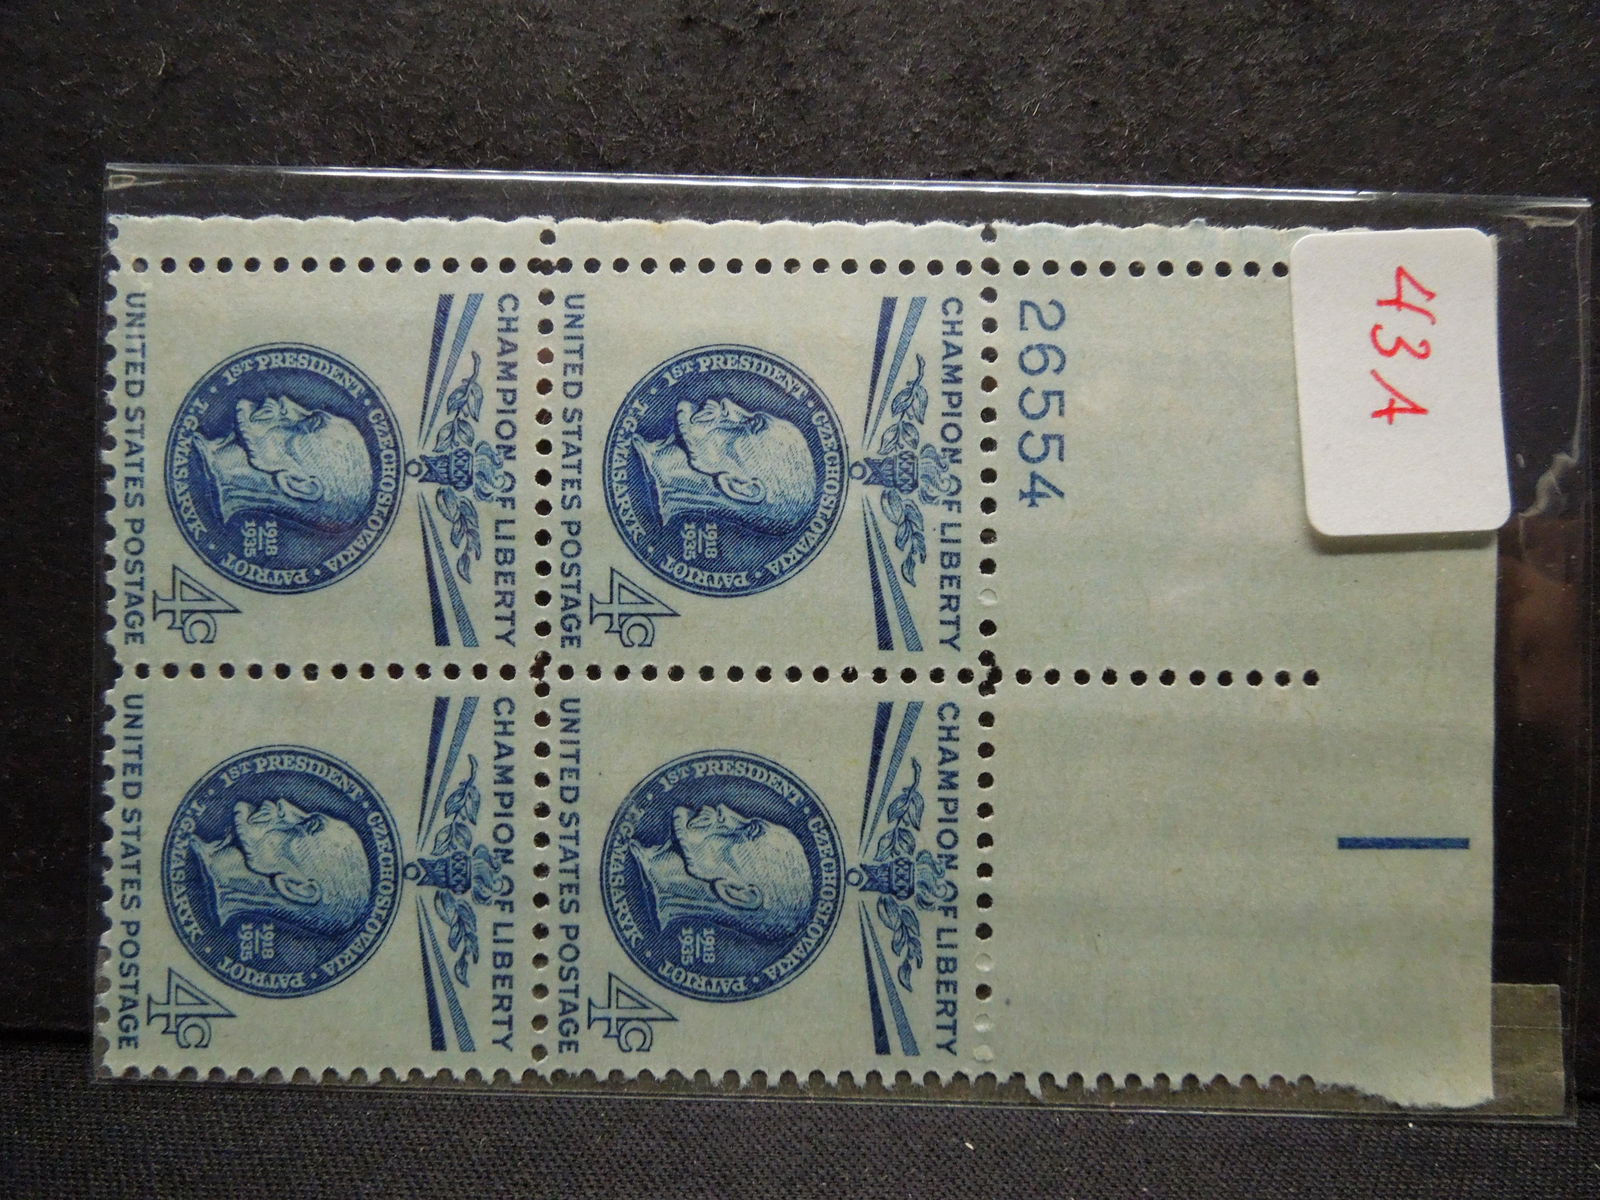 43A
26554
CHAMPION OF LIBERTY
1ST PRESIDENT · CZECHOSLOVAKIA · PATRIOT ·
1918
1935
T.G. MASARYK ·
4c
UNITED STATES POSTAGE
CHAMPION OF LIBERTY
1ST PRESIDENT · CZECHOSLOVAKIA · PATRIOT ·
1918
1935
T.G. MASARYK ·
4c
UNITED STATES POSTAGE
CHAMPION OF LIBERTY
1ST PRESIDENT · CZECHOSLOVAKIA · PATRIOT ·
1918
1935
T.G. MASARYK ·
4c
UNITED STATES POSTAGE
CHAMPION OF LIBERTY
1ST PRESIDENT · CZECHOSLOVAKIA · PATRIOT ·
1918
1935
T.G. MASARYK ·
4c
UNITED STATES POSTAGE